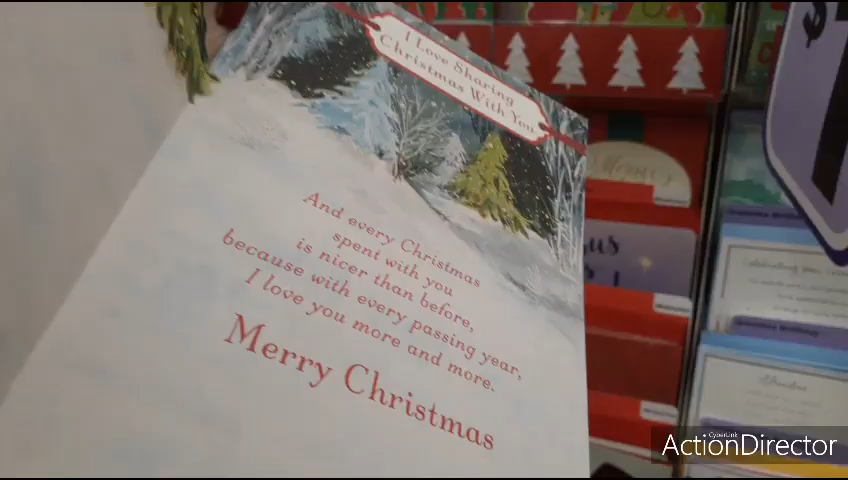 I Love Sharing
Christmas With You
And every Christmas
spent with you
is nicer than before,
because with every passing year,
I love you more and more.
Merry Christmas
CyberLink
ActionDirector